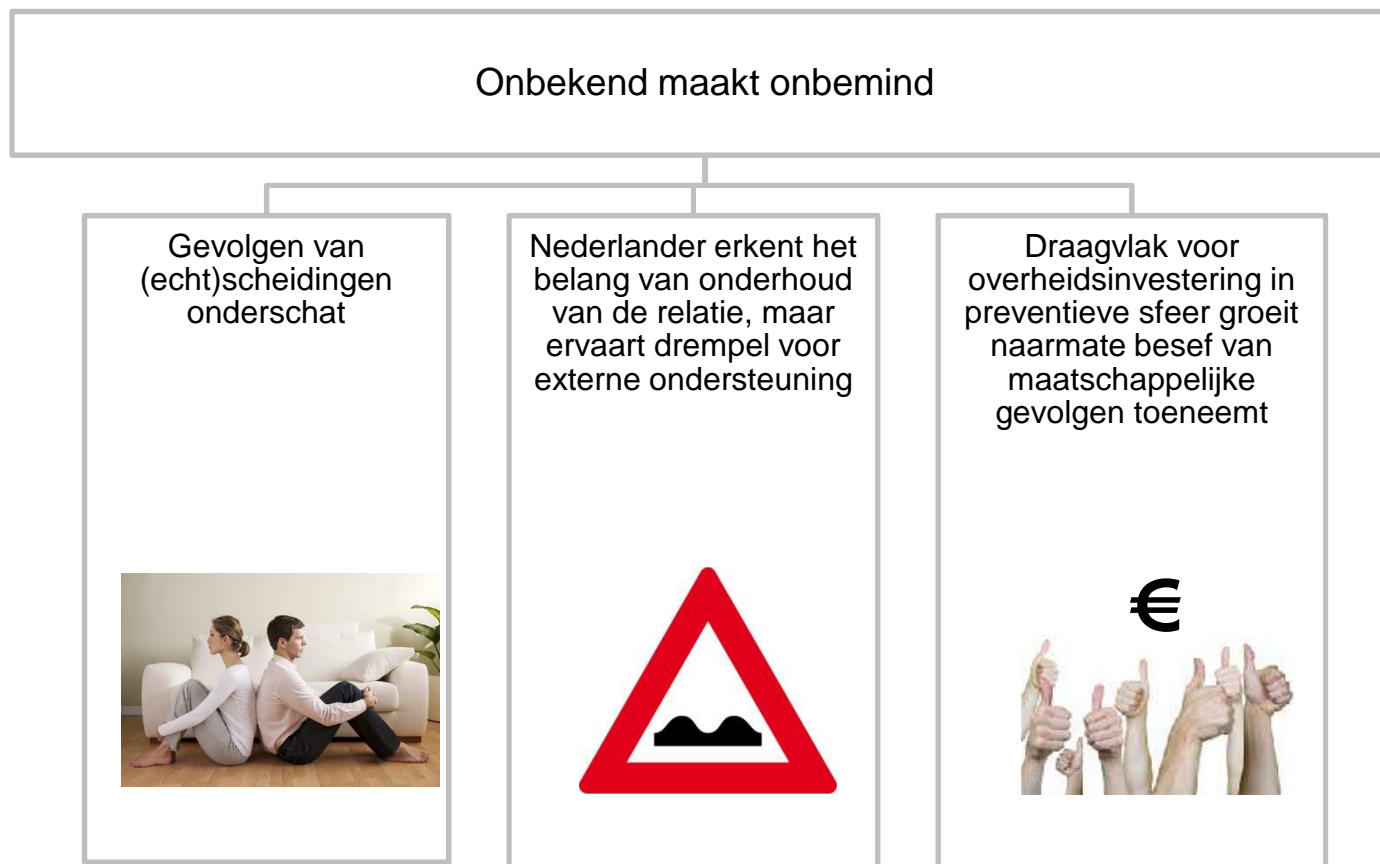 Onbekend maakt onbemind
Gevolgen van
(echt)scheidingen
onderschat
Nederlander erkent het
belang van onderhoud
van de relatie, maar
ervaart drempel voor
externe ondersteuning
Draagvlak voor
overheidsinvestering in
preventieve sfeer groeit
naarmate besef van
maatschappelijke
gevolgen toeneemt
€